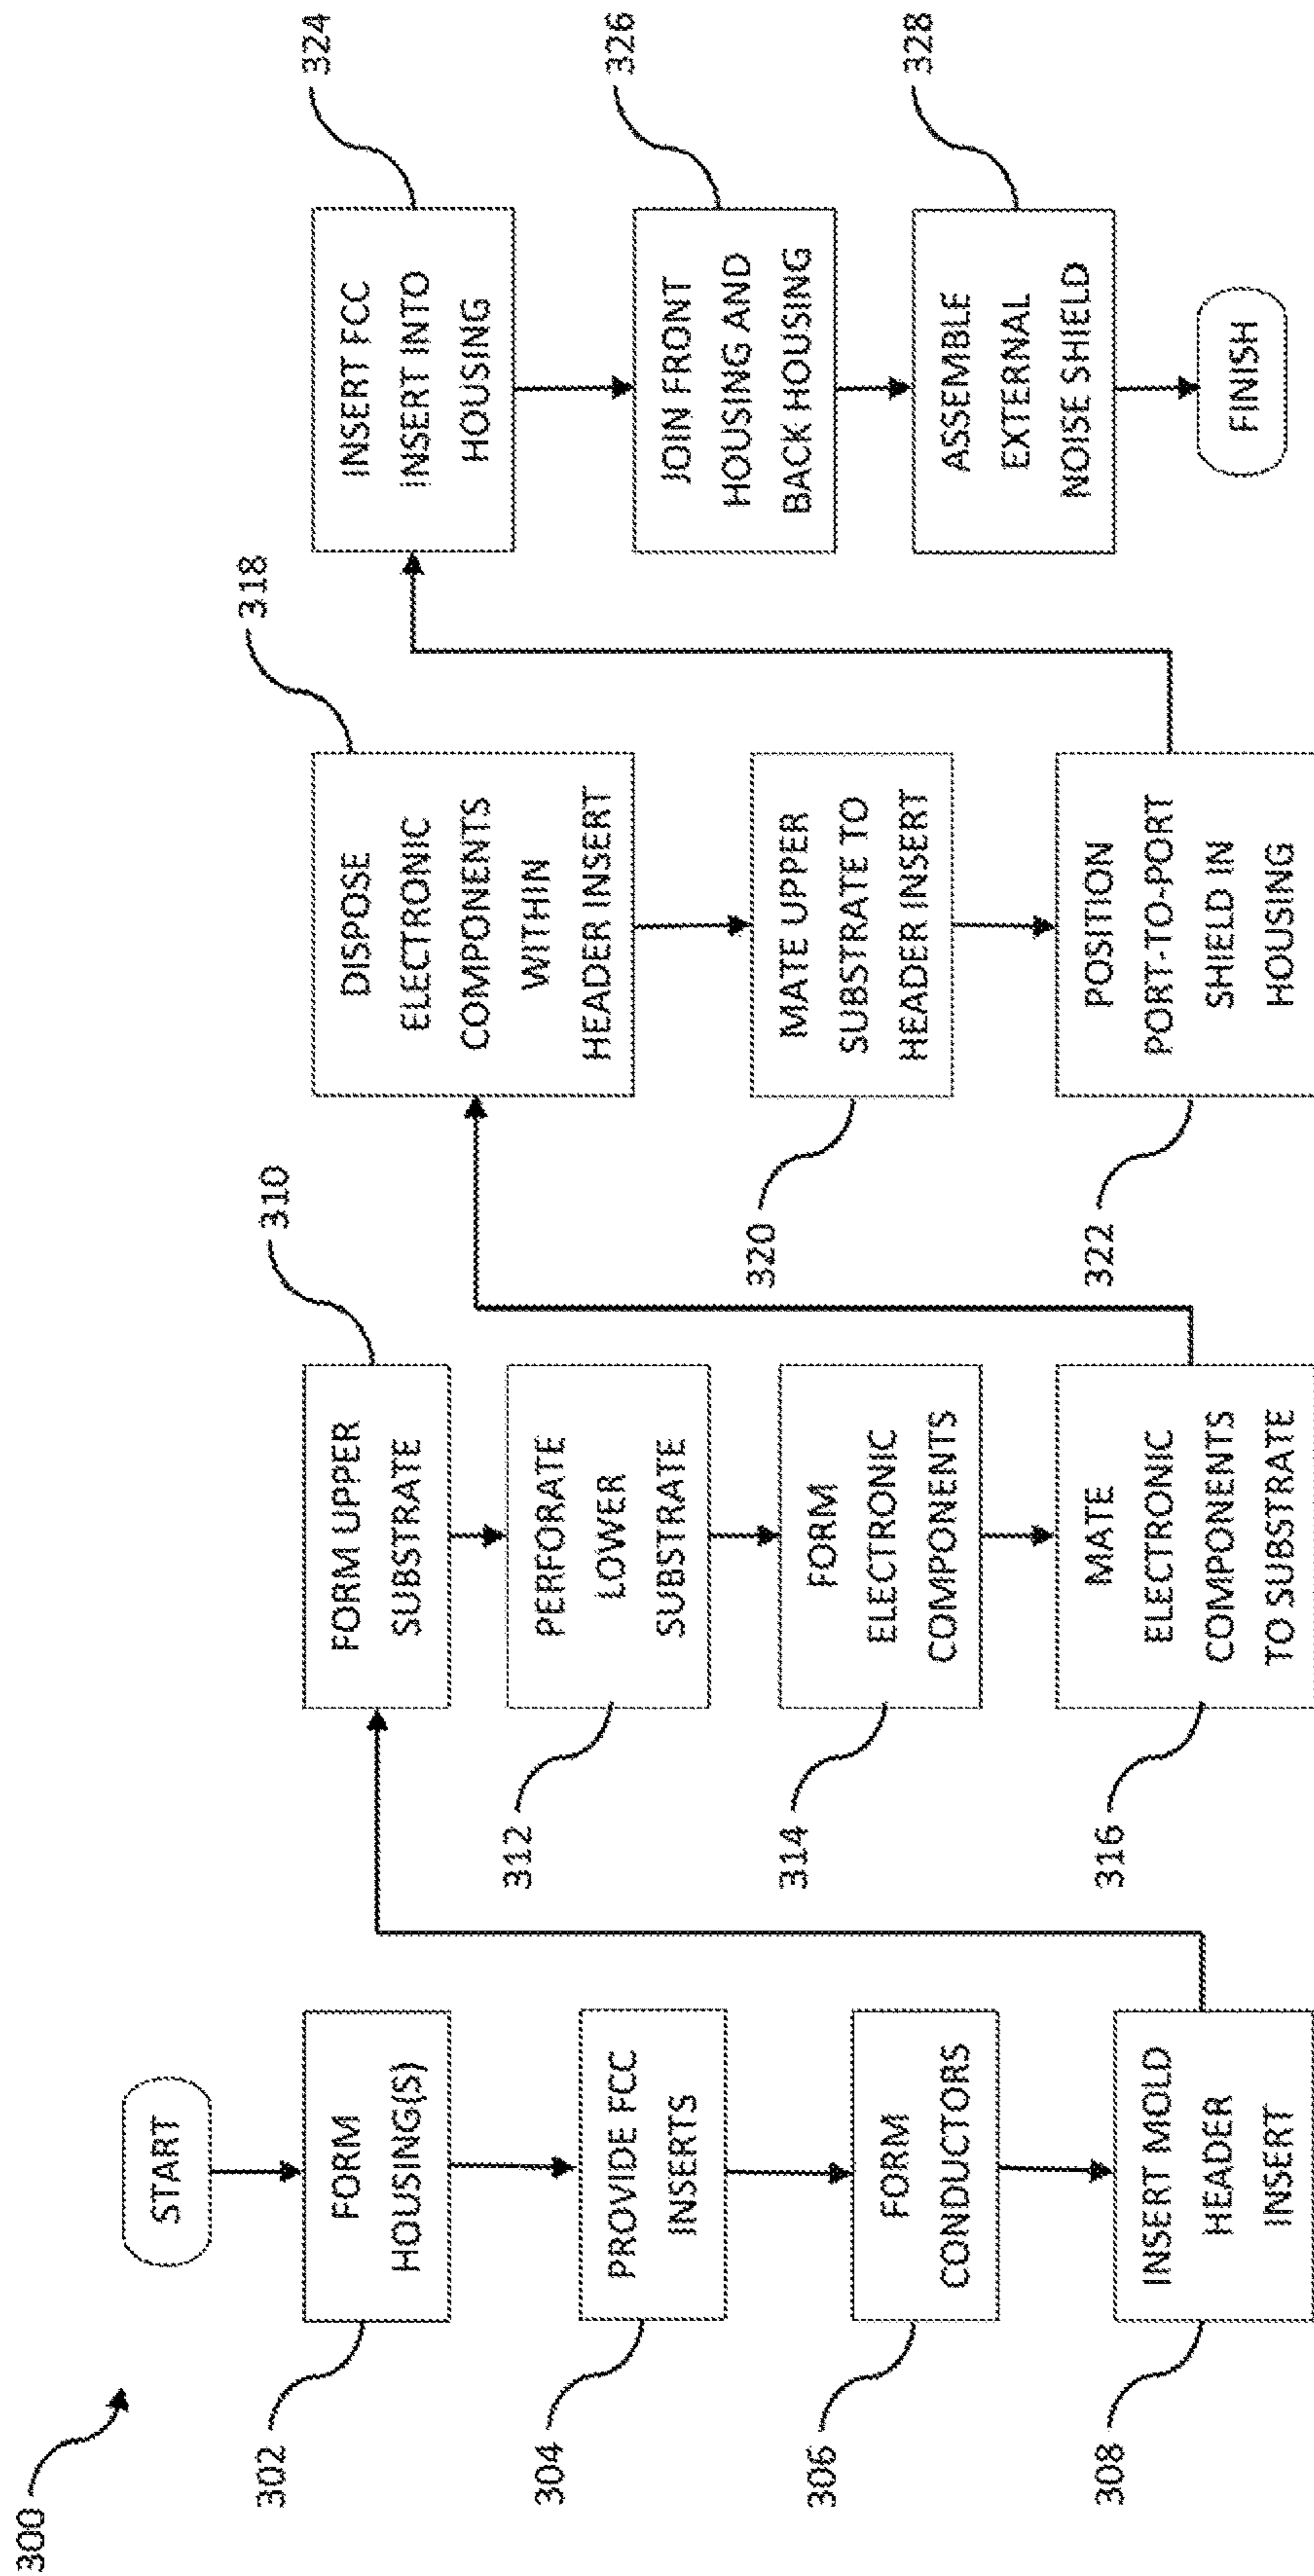 300
START
302
FORM
HOUSING(S)
304
PROVIDE FCC
INSERTS
306
FORM
CONDUCTORS
308
INSERT MOLD
HEADER
INSERT
310
FORM UPPER
SUBSTRATE
312
PERFORATE
LOWER
SUBSTRATE
314
FORM
ELECTRONIC
COMPONENTS
316
MATE
ELECTRONIC
COMPONENTS
TO SUBSTRATE
318
DISPOSE
ELECTRONIC
COMPONENTS
WITHIN
HEADER INSERT
320
MATE UPPER
SUBSTRATE TO
HEADER INSERT
322
POSITION
PORT-TO-PORT
SHIELD IN
HOUSING
324
INSERT FCC
INSERT INTO
HOUSING
326
JOIN FRONT
HOUSING AND
BACK HOUSING
328
ASSEMBLE
EXTERNAL
NOISE SHIELD
FINISH